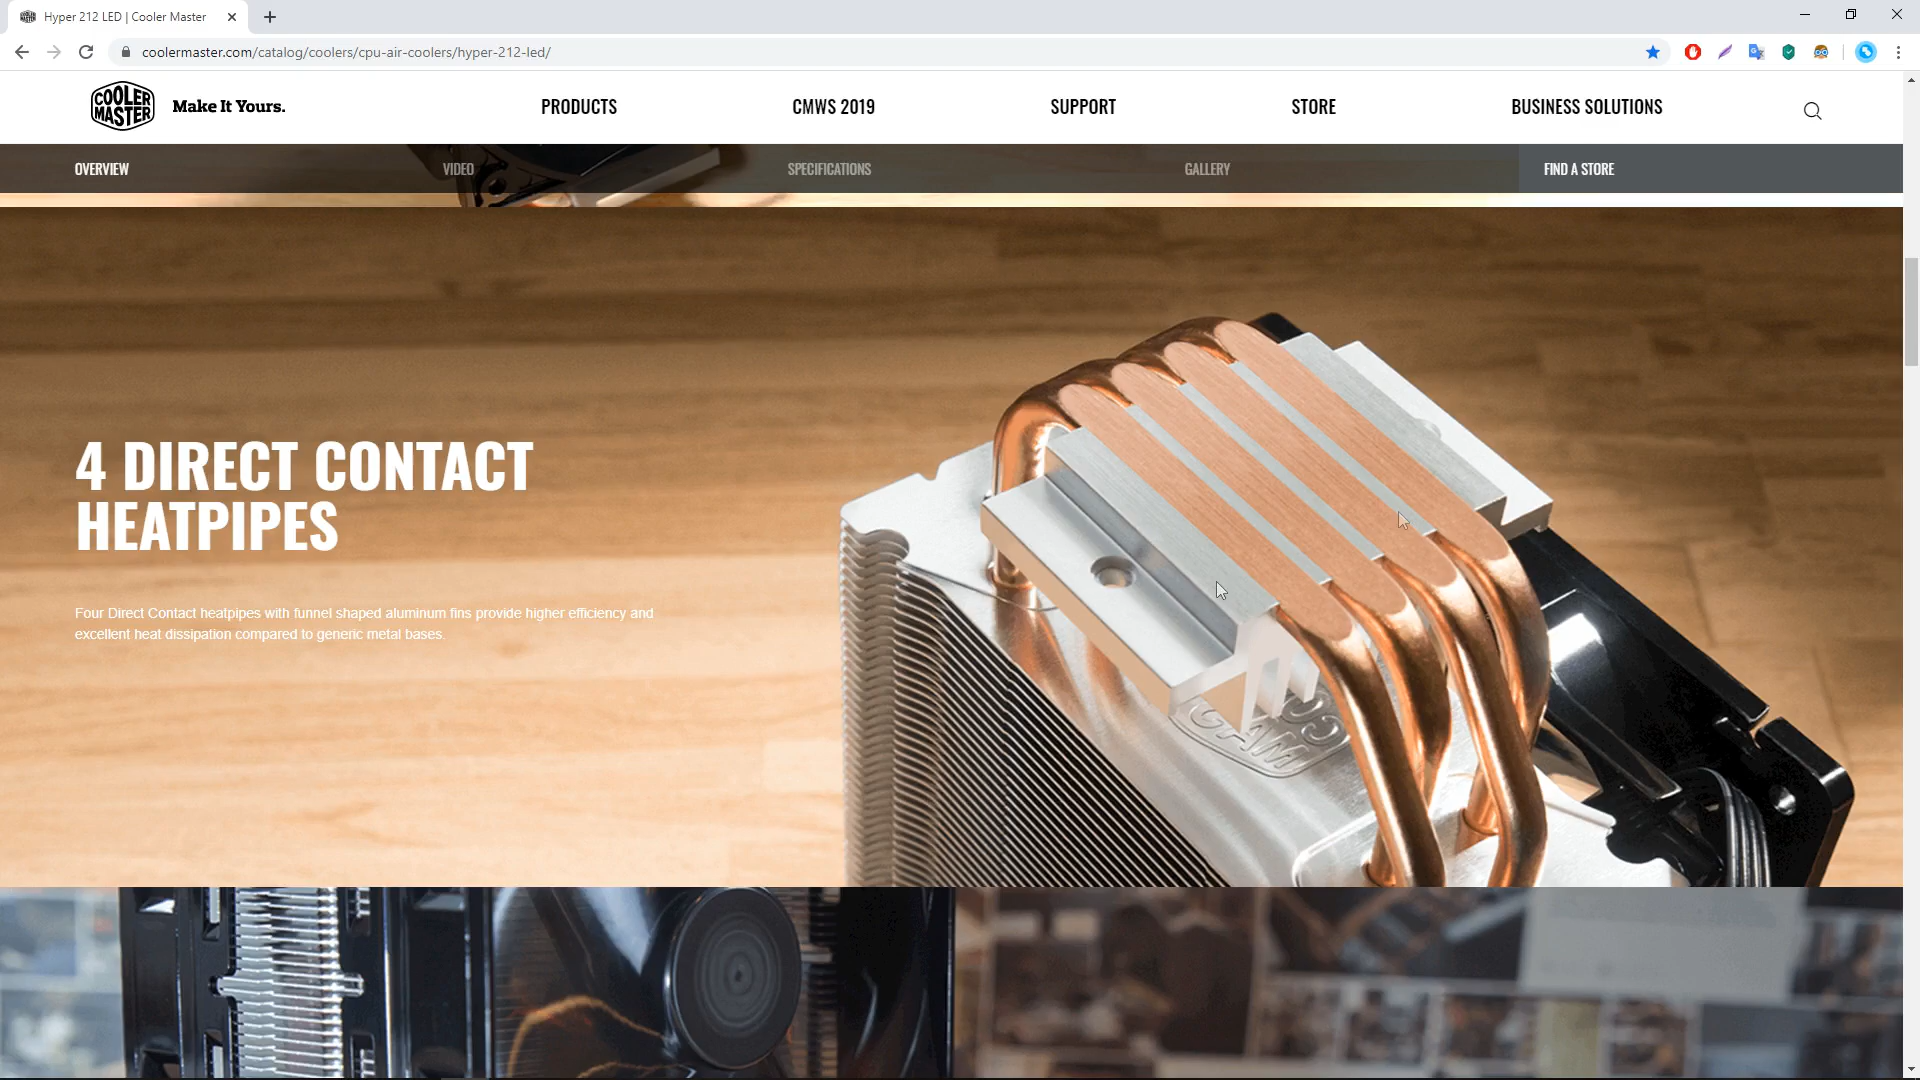 Hyper 212 LED | Cooler Master
coolermaster.com/catalog/coolers/cpu-air-coolers/hyper-212-led/
COOLER
MASTER
Make It Yours.
PRODUCTS
CMWS 2019
SUPPORT
STORE
BUSINESS SOLUTIONS
OVERVIEW
VIDEO
SPECIFICATIONS
GALLERY
FIND A STORE
4 DIRECT CONTACT
HEATPIPES
Four Direct Contact heatpipes with funnel shaped aluminum fins provide higher efficiency and
excellent heat dissipation compared to generic metal bases.